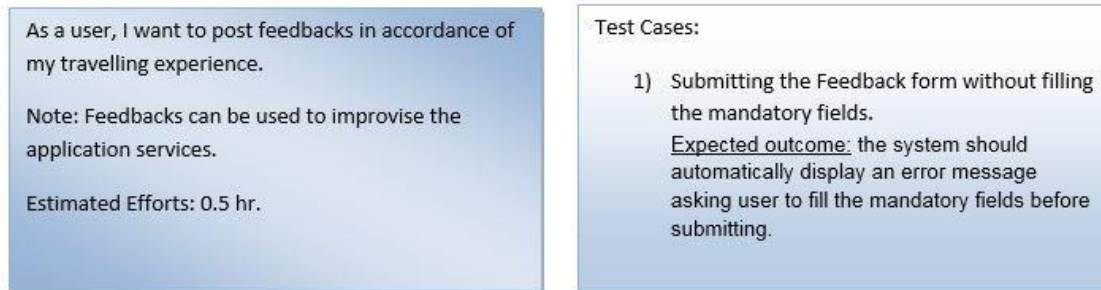 As a user, I want to post feedbacks in accordance of
my travelling experience.
Note: Feedbacks can be used to improvise the
application services.
Estimated Efforts: 0.5 hr.
Test Cases:
1) Submitting the Feedback form without filling
the mandatory fields.
Expected outcome: the system should
automatically display an error message
asking user to fill the mandatory fields before
submitting.